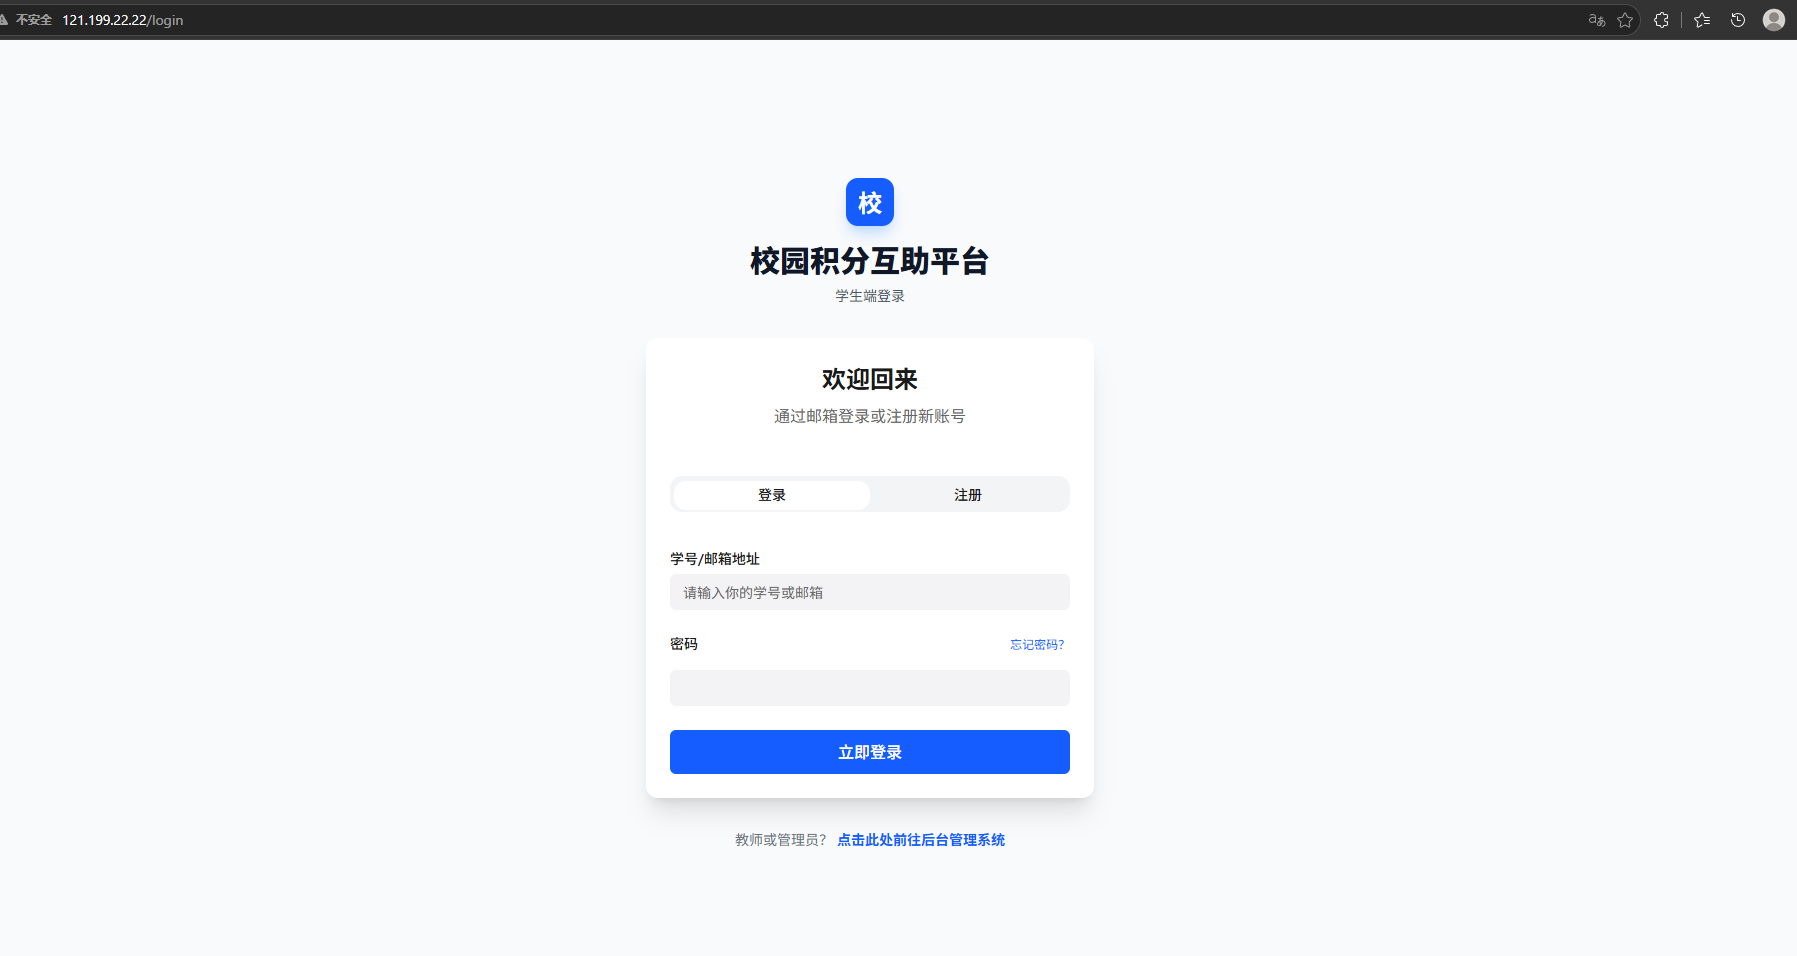 不安全 121.199.22.22/login
校
校园积分互助平台
学生端登录
欢迎回来
通过邮箱登录或注册新账号
登录 注册
学号/邮箱地址
请输入你的学号或邮箱
密码 忘记密码?
立即登录
教师或管理员? 点击此处前往后台管理系统